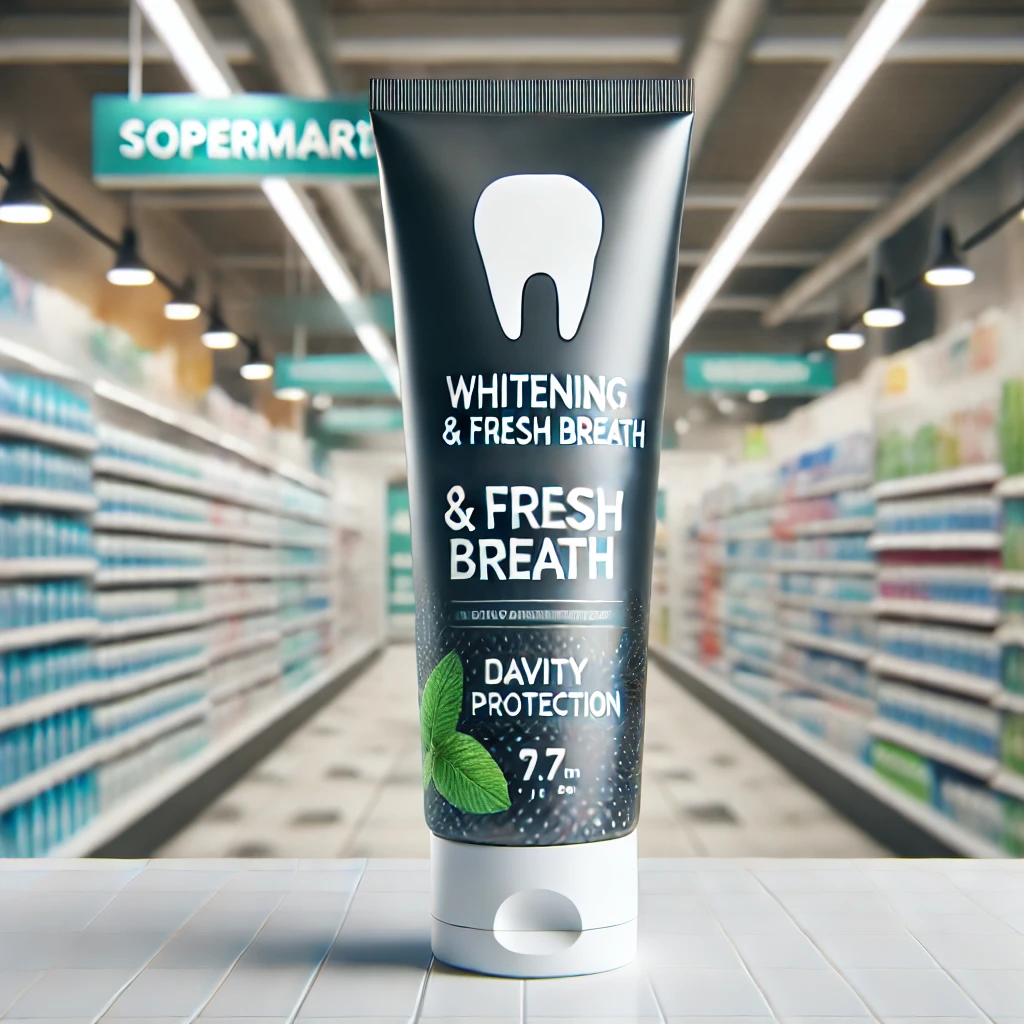 SOPERMART
WHITENING
& FRESH BREATH
& FRESH
BREATH
DAVITY
PROTECTION
7.7